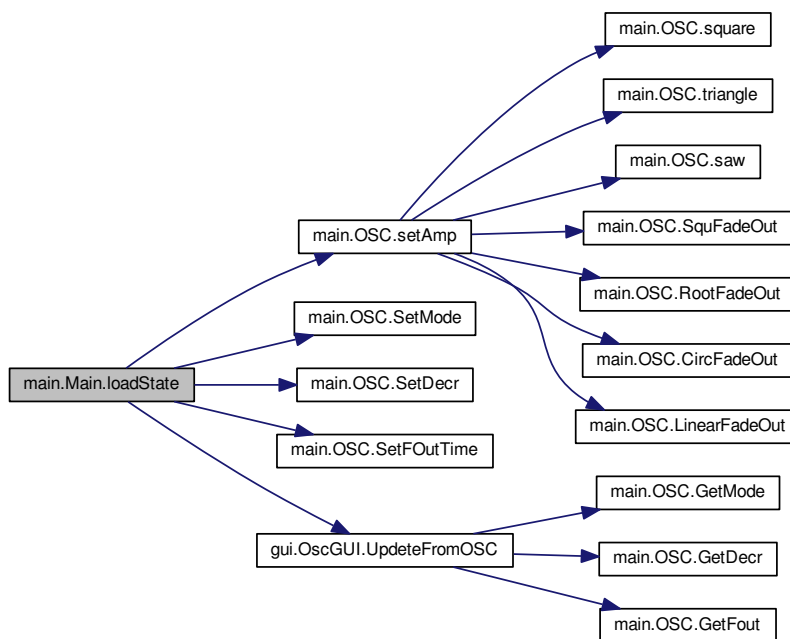 main.OSC.square
main.OSC.triangle
main.OSC.saw
main.OSC.setAmp
main.OSC.SquFadeOut
main.OSC.RootFadeOut
main.OSC.SetMode
main.OSC.CircFadeOut
main.Main.loadState
main.OSC.SetDecr
main.OSC.LinearFadeOut
main.OSC.SetFOutTime
main.OSC.GetMode
gui.OscGUI.UpdeteFromOSC
main.OSC.GetDecr
main.OSC.GetFout